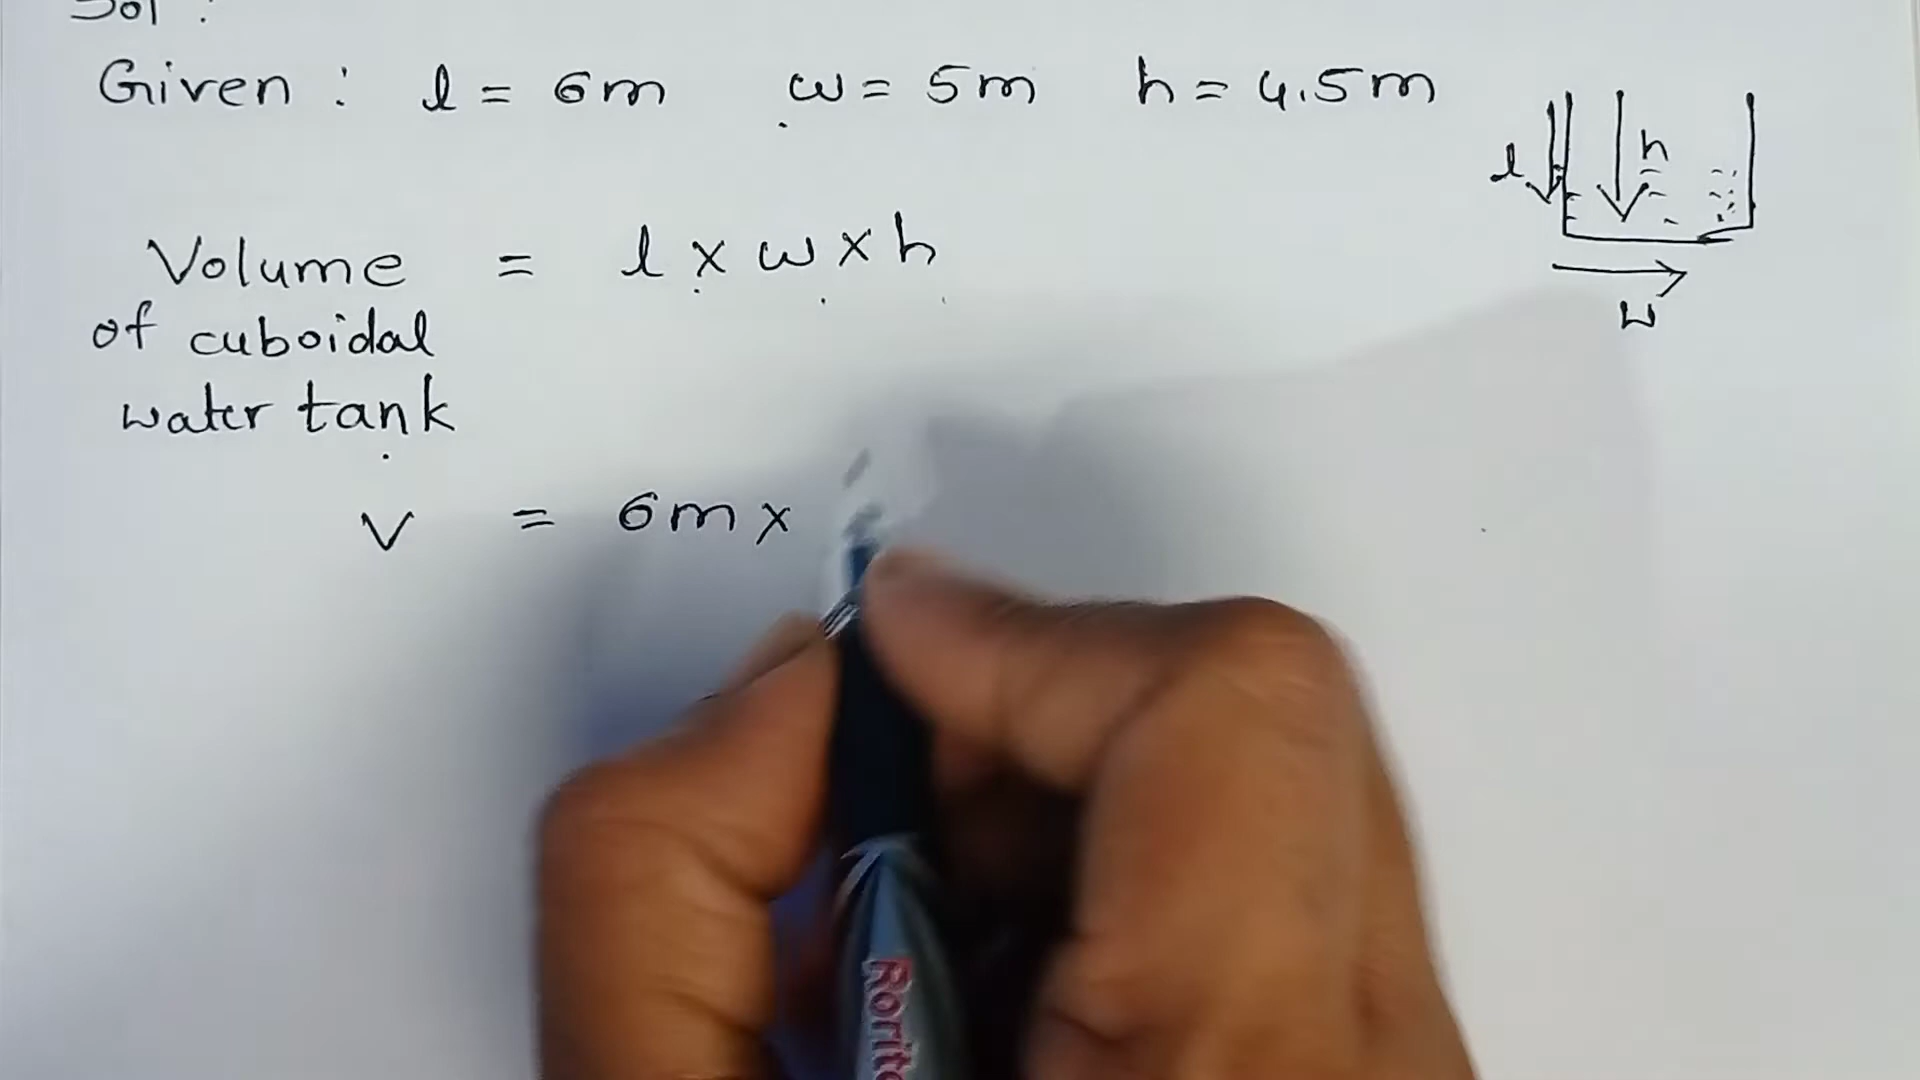 Sol :
Given : l = 6m w = 5m h = 4.5m
l h
w
Volume = l x w x h
of cuboidal
water tank
V = 6m x
Rorito